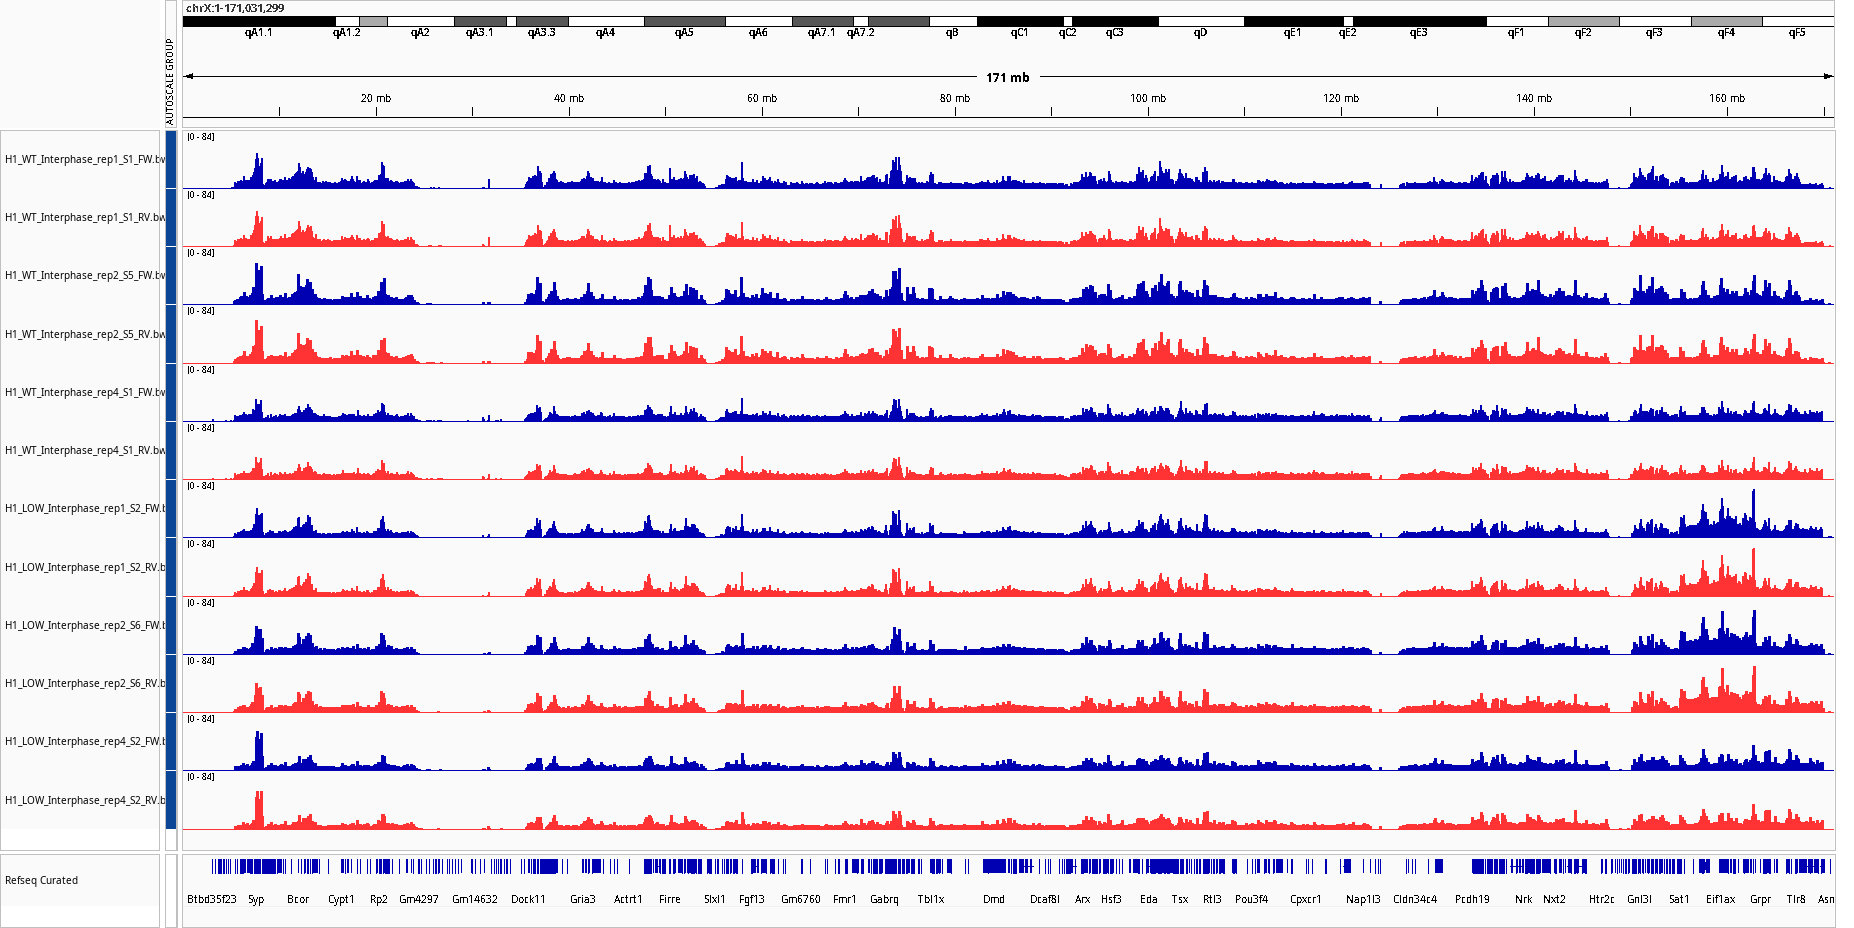 chrX:1-171,031,299
AUTOSCALE GROUP
qA1.1 qA1.2 qA2 qA3.1 qA3.3 qA4 qA5 qA6 qA7.1 qA7.2 qB qC1 qC2 qC3 qD qE1 qE2 qE3 qF1 qF2 qF3 qF4 qF5
171 mb
20 mb 40 mb 60 mb 80 mb 100 mb 120 mb 140 mb 160 mb
[0 - 84]
H1_WT_Interphase_rep1_S1_FW.bw
[0 - 84]
H1_WT_Interphase_rep1_S1_RV.bw
[0 - 84]
H1_WT_Interphase_rep2_S5_FW.bw
[0 - 84]
H1_WT_Interphase_rep2_S5_RV.bw
[0 - 84]
H1_WT_Interphase_rep4_S1_FW.bw
[0 - 84]
H1_WT_Interphase_rep4_S1_RV.bw
[0 - 84]
H1_LOW_Interphase_rep1_S2_FW.b
[0 - 84]
H1_LOW_Interphase_rep1_S2_RV.b
[0 - 84]
H1_LOW_Interphase_rep2_S6_FW.b
[0 - 84]
H1_LOW_Interphase_rep2_S6_RV.b
[0 - 84]
H1_LOW_Interphase_rep4_S2_FW.b
[0 - 84]
H1_LOW_Interphase_rep4_S2_RV.b
Refseq Curated
Btbd35f23 Syp Bcor Cypt1 Rp2 Gm4297 Gm14632 Dock11 Gria3 Actrt1 Firre Slxl1 Fgf13 Gm6760 Fmr1 Gabrq Tbl1x Dmd Dcaf8l Arx Hsf3 Eda Tsx Rtl3 Pou3f4 Cpxcr1 Nap1l3 Cldn34c4 Pcdh19 Nrk Nxt2 Htr2c Gnl3l Sat1 Eif1ax Grpr Tlr8 Asn